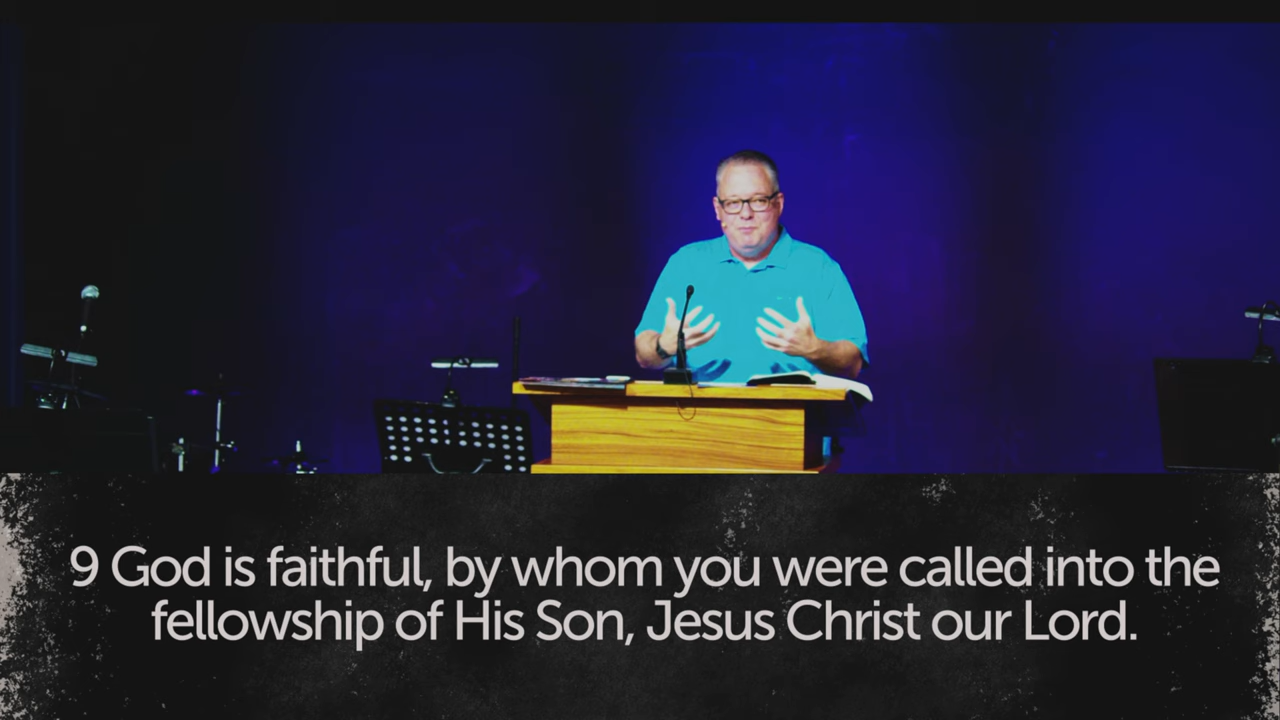 9 God is faithful, by whom you were called into the
fellowship of His Son, Jesus Christ our Lord.